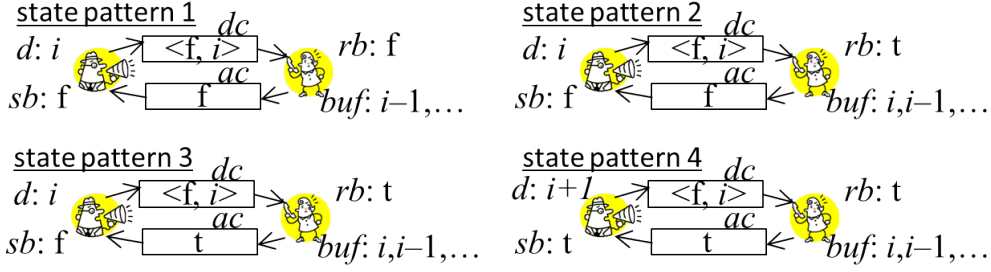 state pattern 1
dc
d: i <f, i> rb: f
ac
sb: f f buf: i–1,…
state pattern 2
dc
d: i <f, i> rb: t
ac
sb: f f buf: i,i–1,…
state pattern 3
dc
d: i <f, i> rb: t
ac
sb: f t buf: i,i–1,…
state pattern 4
dc
d: i+1 <f, i> rb: t
ac
sb: t t buf: i,i–1,…